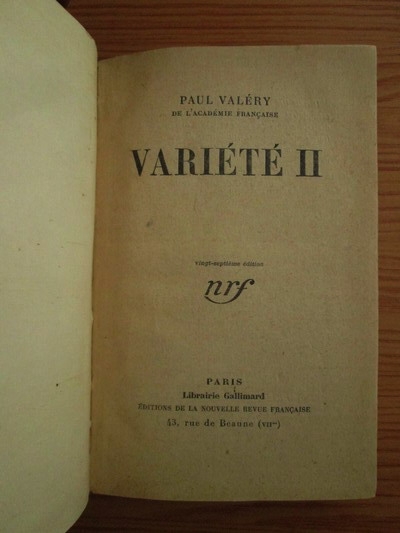 PAUL VALÉRY
DE L'ACADÉMIE FRANÇAISE
VARIÉTÉ II
vingt-septième édition
nrf
PARIS
Librairie Gallimard
ÉDITIONS DE LA NOUVELLE REVUE FRANÇAISE
43, rue de Beaune (VIIme)